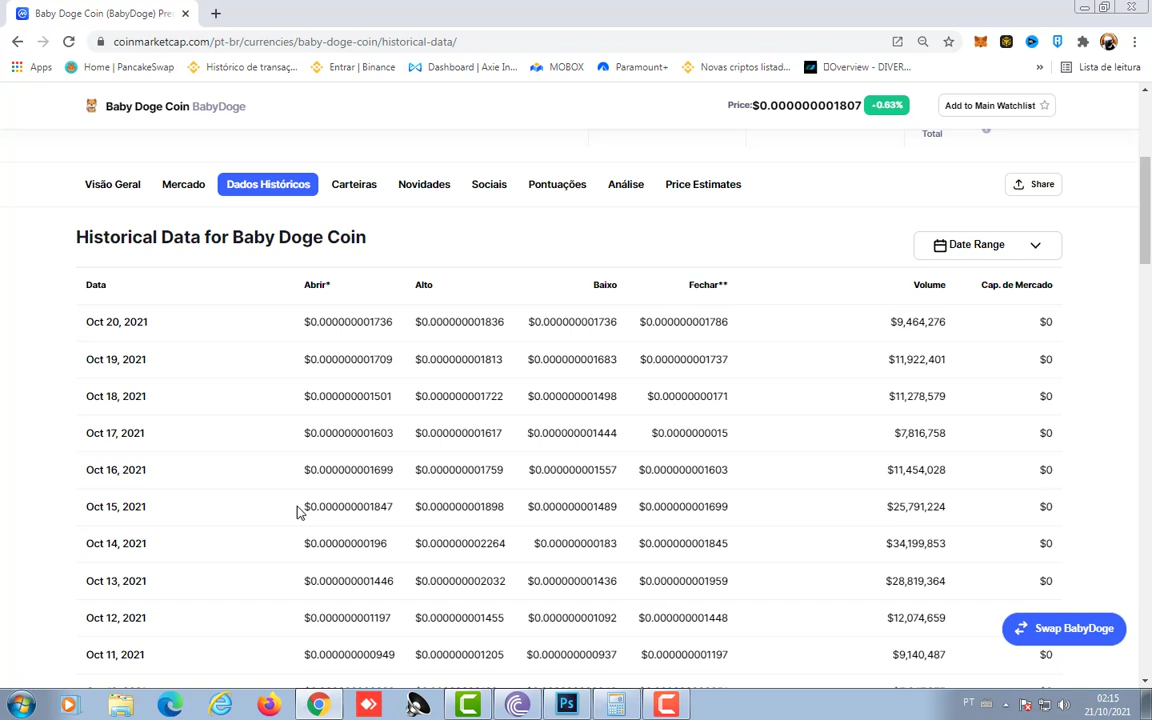 Baby Doge Coin (BabyDoge) Pre
coinmarketcap.com/pt-br/currencies/baby-doge-coin/historical-data/
Apps Home | PancakeSwap Histórico de transaç... Entrar | Binance Dashboard | Axie In... MOBOX Paramount+ Novas criptos listad... Overview - DIVER... » Lista de leitura
Baby Doge Coin BabyDoge Price: $0.000000001807 -0.63% Add to Main Watchlist
Total
Visão Geral Mercado Dados Históricos Carteiras Novidades Sociais Pontuações Análise Price Estimates Share
Historical Data for Baby Doge Coin Date Range
Data Abrir* Alto Baixo Fechar** Volume Cap. de Mercado
Oct 20, 2021 $0.000000001736 $0.000000001836 $0.000000001736 $0.000000001786 $9,464,276 $0
Oct 19, 2021 $0.000000001709 $0.000000001813 $0.000000001683 $0.000000001737 $11,922,401 $0
Oct 18, 2021 $0.000000001501 $0.000000001722 $0.000000001498 $0.00000000171 $11,278,579 $0
Oct 17, 2021 $0.000000001603 $0.000000001617 $0.000000001444 $0.0000000015 $7,816,758 $0
Oct 16, 2021 $0.000000001699 $0.000000001759 $0.000000001557 $0.000000001603 $11,454,028 $0
Oct 15, 2021 $0.000000001847 $0.000000001898 $0.000000001489 $0.000000001699 $25,791,224 $0
Oct 14, 2021 $0.00000000196 $0.000000002264 $0.00000000183 $0.000000001845 $34,199,853 $0
Oct 13, 2021 $0.000000001446 $0.000000002032 $0.000000001436 $0.000000001959 $28,819,364 $0
Oct 12, 2021 $0.000000001197 $0.000000001455 $0.000000001092 $0.000000001448 $12,074,659 $0
Swap BabyDoge
Oct 11, 2021 $0.000000000949 $0.000000001205 $0.000000000937 $0.000000001197 $9,140,487 $0
Ps PT 02:15
21/10/2021